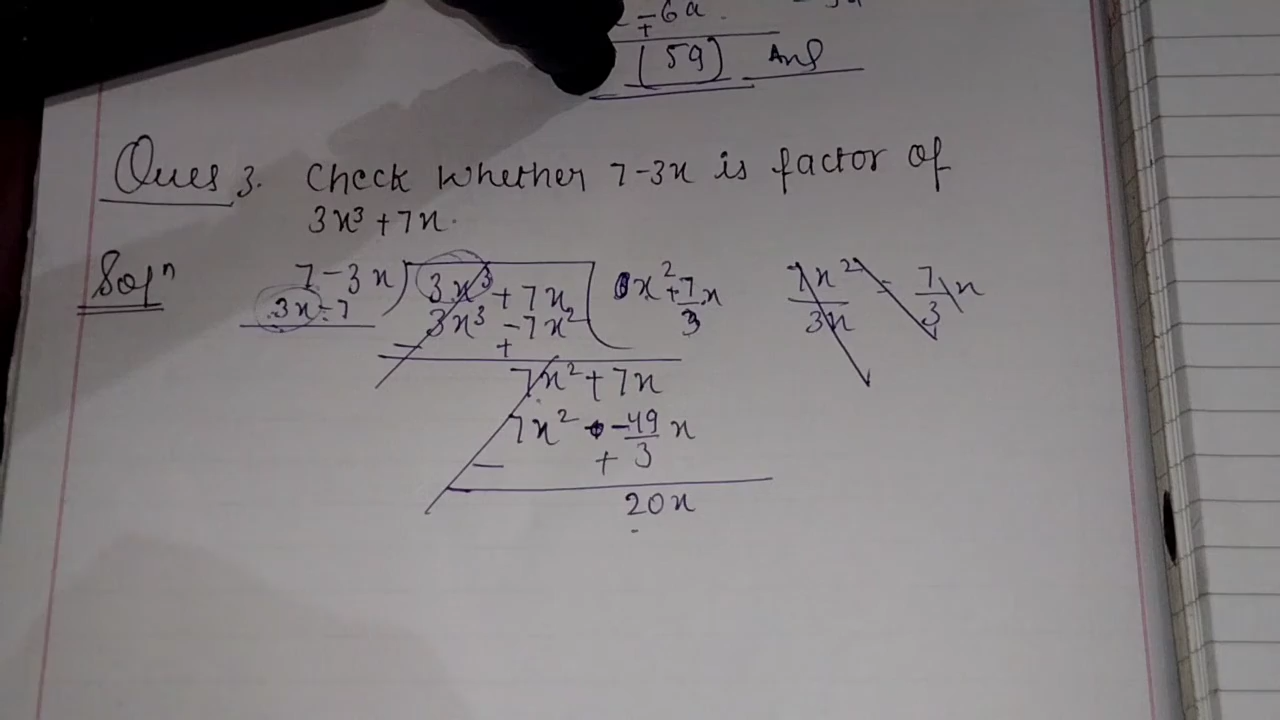 -6a
+
(59) Ans
Ques 3. Check whether 7-3x is factor of
3x³ + 7x.
Solⁿ 7-3x ) 3x³ + 7x ( x² + 7/3 x 7x²/3x = 7/3 x
3x-7 3x³ - 7x²
- +
7x² + 7x
7x² - 49/3 x
- +
20x